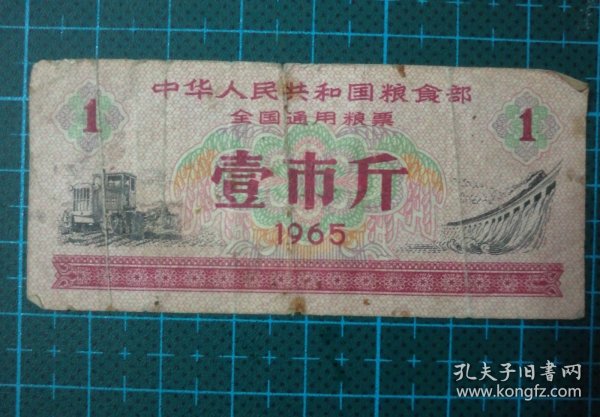 中华人民共和国粮食部
全国通用粮票
1
1
壹市斤
1965
孔夫子旧书网
www.kongfz.com